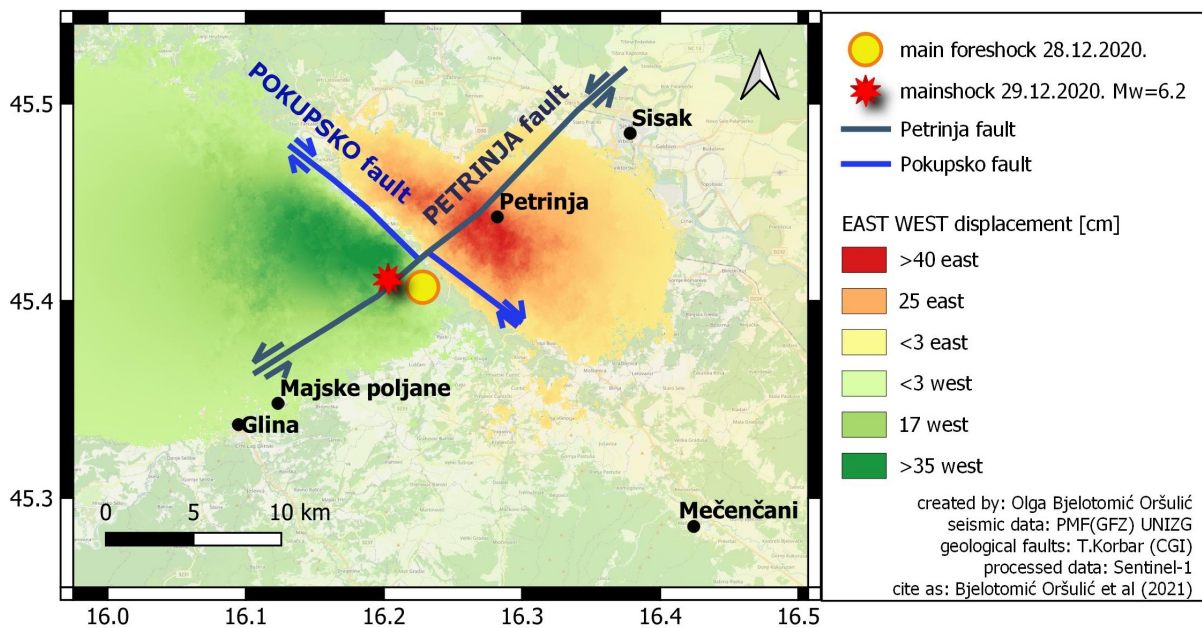 main foreshock 28.12.2020.
mainshock 29.12.2020. Mw=6.2
Petrinja fault
Pokupsko fault
EAST WEST displacement [cm]
>40 east
25 east
<3 east
<3 west
17 west
>35 west
created by: Olga Bjelotomić Oršulić
seismic data: PMF(GFZ) UNIZG
geological faults: T.Korbar (CGI)
processed data: Sentinel-1
cite as: Bjelotomić Oršulić et al (2021)
POKUPSKO fault
PETRINJA fault
Sisak
Petrinja
Majske poljane
Glina
Mečenčani
0 5 10 km
45.5
45.4
45.3
16.0 16.1 16.2 16.3 16.4 16.5